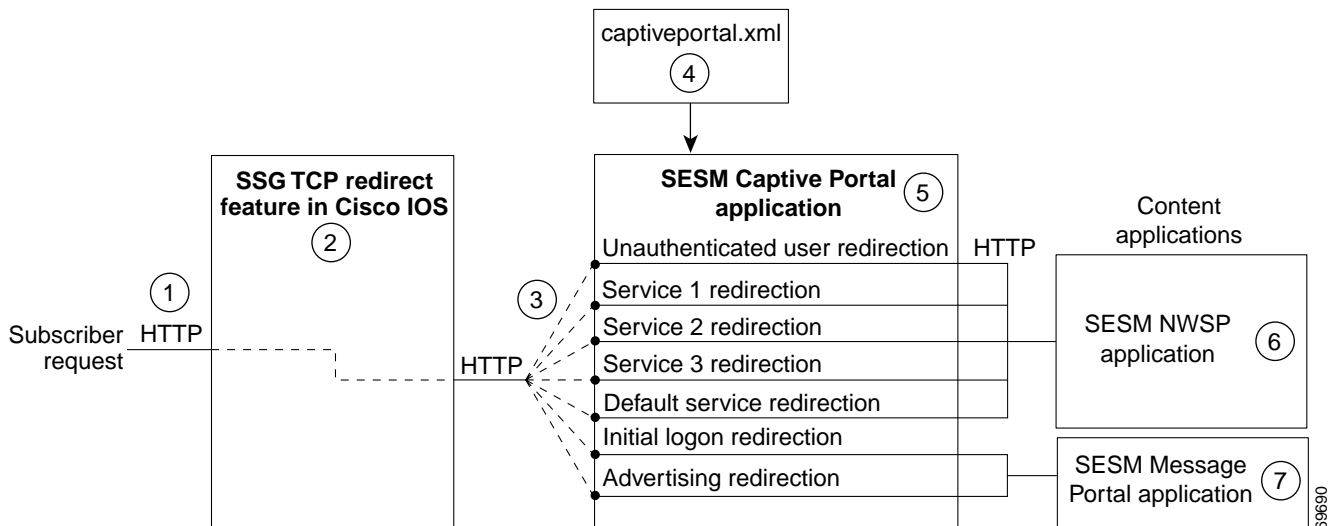 captiveportal.xml
4
SSG TCP redirect
feature in Cisco IOS
2
SESM Captive Portal
application
5
Content
applications
1
Subscriber
request
HTTP
HTTP
3
Unauthenticated user redirection
HTTP
Service 1 redirection
Service 2 redirection
Service 3 redirection
Default service redirection
Initial logon redirection
Advertising redirection
SESM NWSP
application
6
SESM Message
Portal application
7
69690